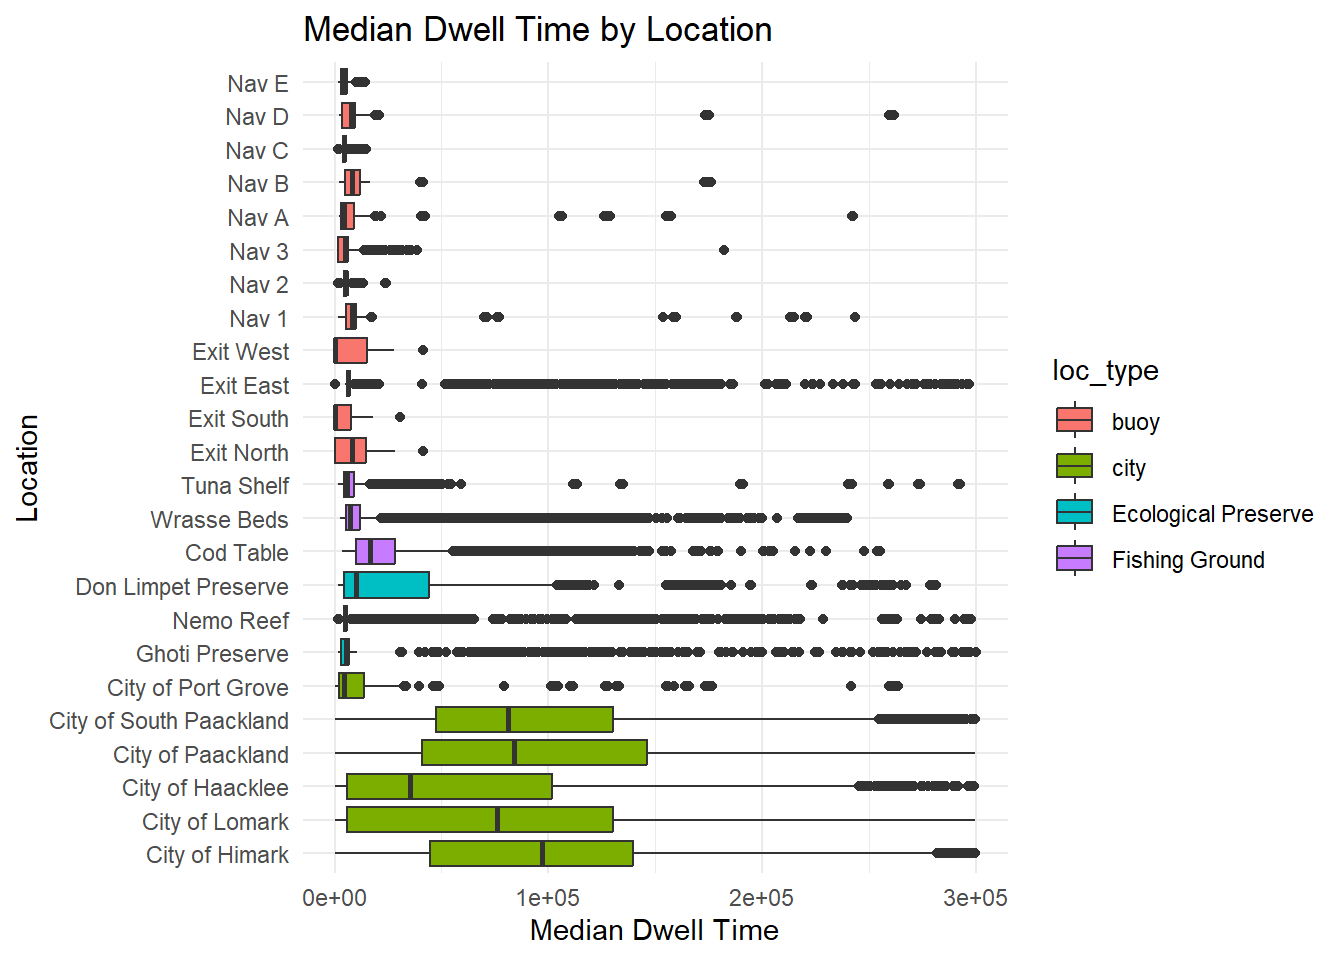 Median Dwell Time by Location
Location
Nav E
Nav D
Nav C
Nav B
Nav A
Nav 3
Nav 2
Nav 1
Exit West
Exit East
Exit South
Exit North
Tuna Shelf
Wrasse Beds
Cod Table
Don Limpet Preserve
Nemo Reef
Ghoti Preserve
City of Port Grove
City of South Paackland
City of Paackland
City of Haacklee
City of Lomark
City of Himark
0e+00 1e+05 2e+05 3e+05
Median Dwell Time
loc_type
buoy
city
Ecological Preserve
Fishing Ground